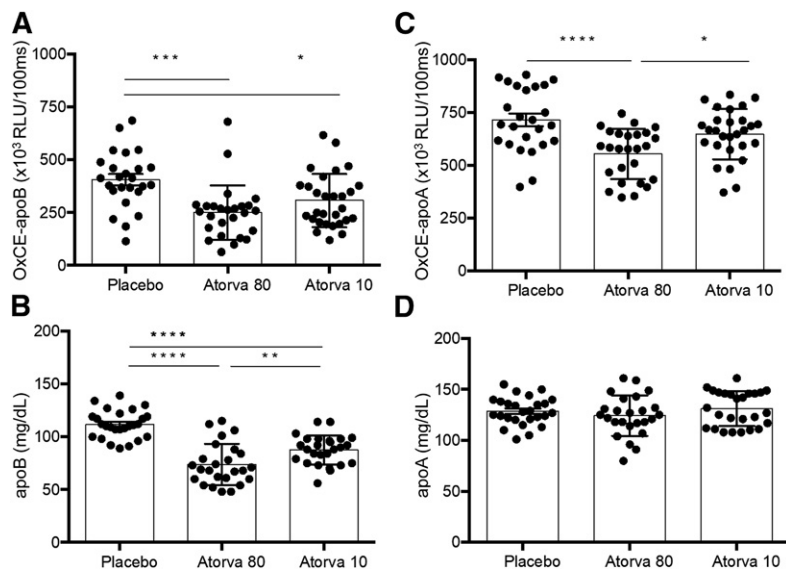 A
***
*
1000
750
500
250
0
OxCE-apoB (x10³ RLU/100ms)
Placebo
Atorva 80
Atorva 10
C
****
*
1000
750
500
250
0
OxCE-apoA (x10³ RLU/100ms)
Placebo
Atorva 80
Atorva 10
B
****
****
**
200
150
100
50
0
apoB (mg/dL)
Placebo
Atorva 80
Atorva 10
D
200
150
100
50
0
apoA (mg/dL)
Placebo
Atorva 80
Atorva 10